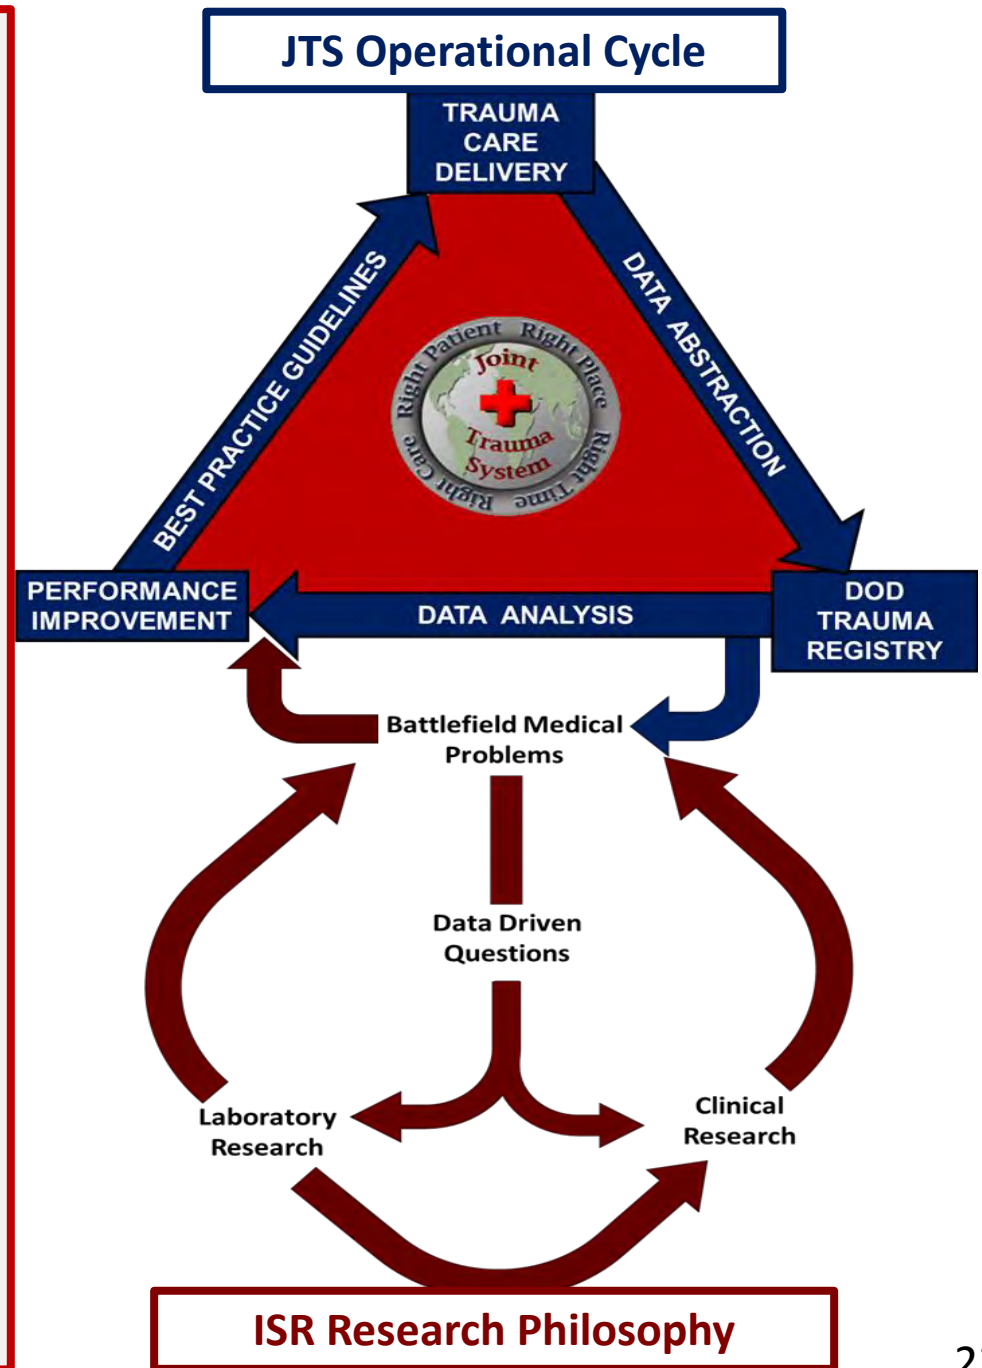 JTS Operational Cycle
TRAUMA
CARE
DELIVERY
BEST PRACTICE GUIDELINES
DATA ABSTRACTION
Right Patient Right Place Right Time Right Care
Joint
Trauma
System
PERFORMANCE
IMPROVEMENT
DATA ANALYSIS
DOD
TRAUMA
REGISTRY
Battlefield Medical
Problems
Data Driven
Questions
Laboratory
Research
Clinical
Research
ISR Research Philosophy